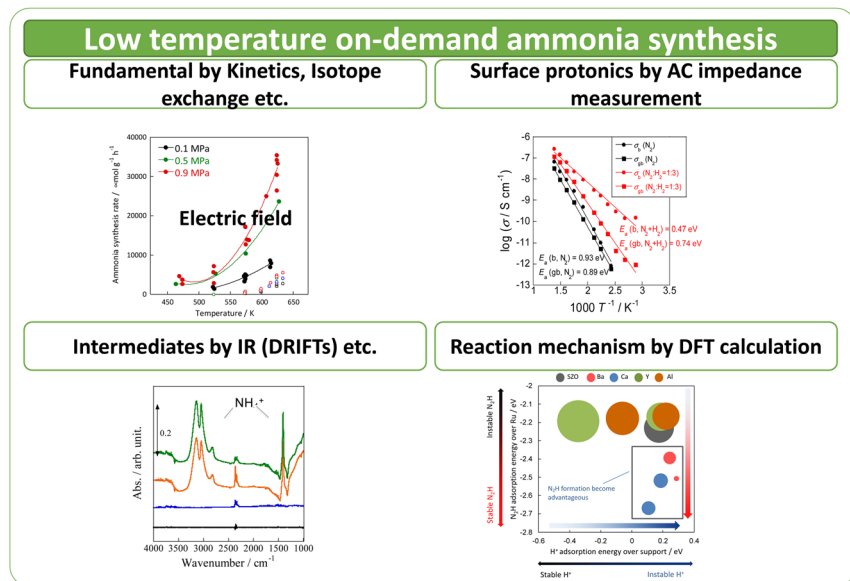 Low temperature on-demand ammonia synthesis
Fundamental by Kinetics, Isotope
exchange etc.
Ammonia synthesis rate / ∞mol g⁻¹ h⁻¹
40000
30000
20000
10000
0
0.1 MPa
0.5 MPa
0.9 MPa
Electric field
450 500 550 600 650
Temperature / K
Surface protonics by AC impedance
measurement
log (σ / S cm⁻¹)
-6
-7
-8
-9
-10
-11
-12
-13
σb (N₂)
σgb (N₂)
σb (N₂:H₂=1:3)
σgb (N₂:H₂=1:3)
Ea (b, N₂+H₂) = 0.47 eV
Ea (gb, N₂+H₂) = 0.74 eV
Ea (b, N₂) = 0.93 eV
Ea (gb, N₂) = 0.89 eV
1 1.5 2 2.5 3 3.5
1000 T⁻¹ / K⁻¹
Intermediates by IR (DRIFTs) etc.
Abs. / arb. unit.
0.2
4000 3500 3000 2500 2000 1500 1000
Wavenumber / cm⁻¹
Reaction mechanism by DFT calculation
SZO Ba Ca Y Al
Instable N₂H
Stable N₂H
N₂H adsorption energy over Ru / eV
-2
-2.1
-2.2
-2.3
-2.4
-2.5
-2.6
-2.7
-2.8
N₂H formation become
advantageous
-0.6 -0.4 -0.2 0 0.2 0.4
H⁺ adsorption energy over support / eV
Stable H⁺ Instable H⁺